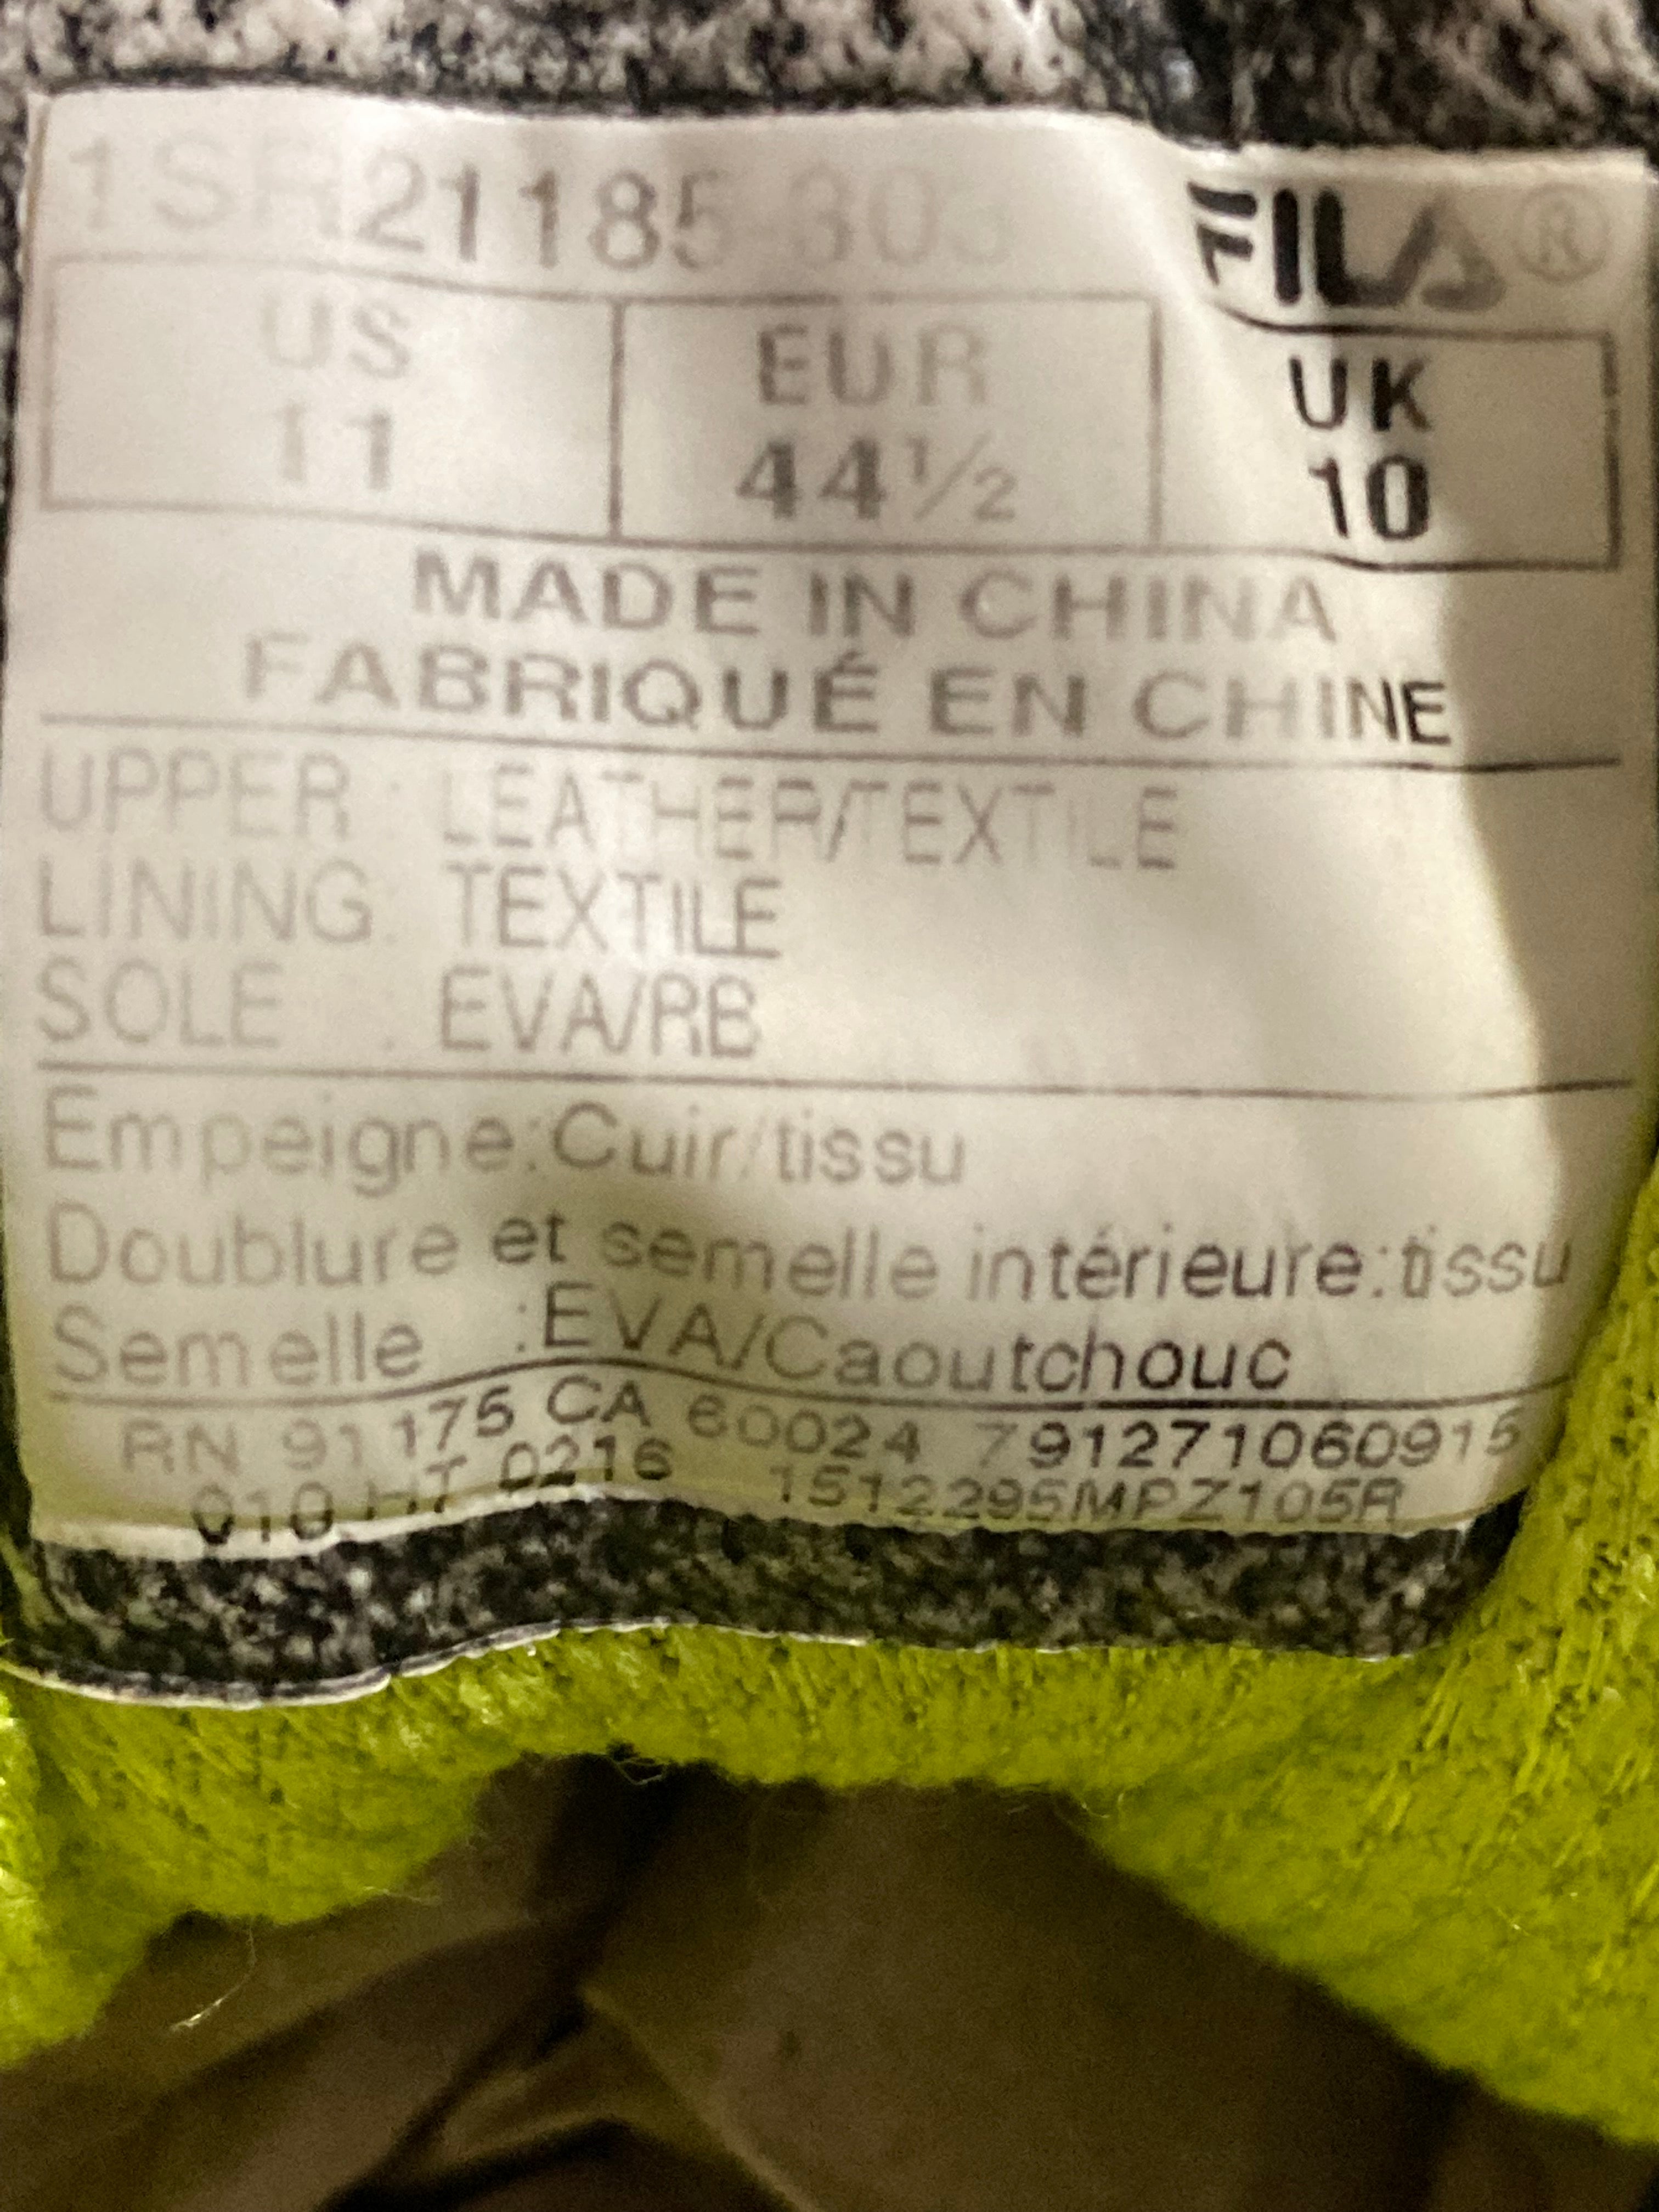 1SR21185-303 FILA®
US EUR UK
11 44½ 10
MADE IN CHINA
FABRIQUÉ EN CHINE
UPPER : LEATHER/TEXTILE
LINING: TEXTILE
SOLE : EVA/RB
Empeigne:Cuir/tissu
Doublure et semelle intérieure:tissu
Semelle :EVA/Caoutchouc
RN 91175 CA 60024 791271060915
010 HT 0216 1512295MPZ105R